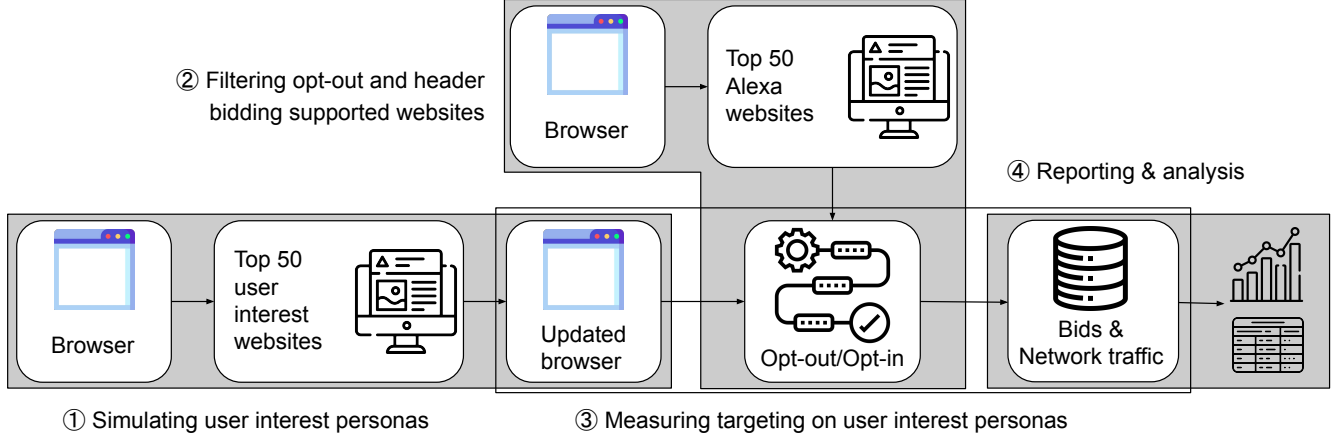 ② Filtering opt-out and header
bidding supported websites
Browser
Top 50
Alexa
websites
④ Reporting & analysis
Browser
Top 50
user
interest
websites
Updated
browser
Opt-out/Opt-in
Bids &
Network traffic
① Simulating user interest personas
③ Measuring targeting on user interest personas